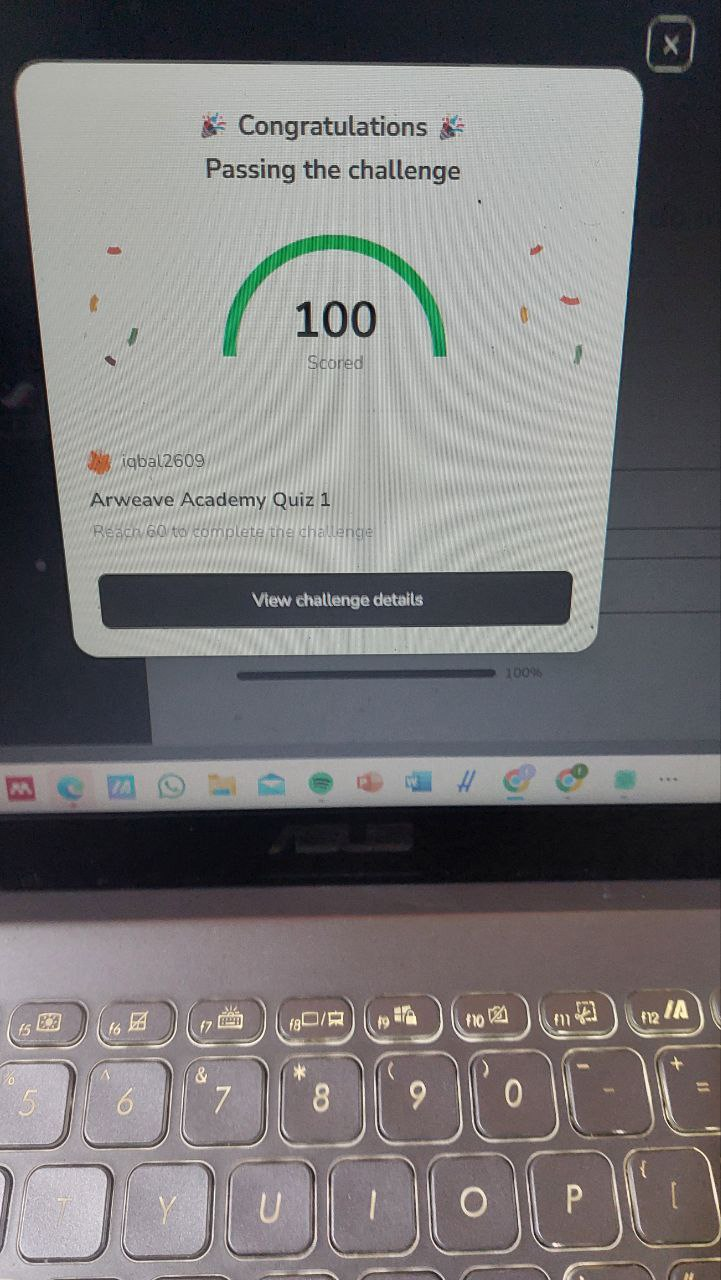 Congratulations
Passing the challenge
100
Scored
iqbal2609
Arweave Academy Quiz 1
Reach 60 to complete the challenge
View challenge details
100%
ASUS
f5 f6 f7 f8 f9 f10 f11 f12
% 5 ^ 6 & 7 * 8 ( 9 ) 0 - + =
T Y U I O P { [